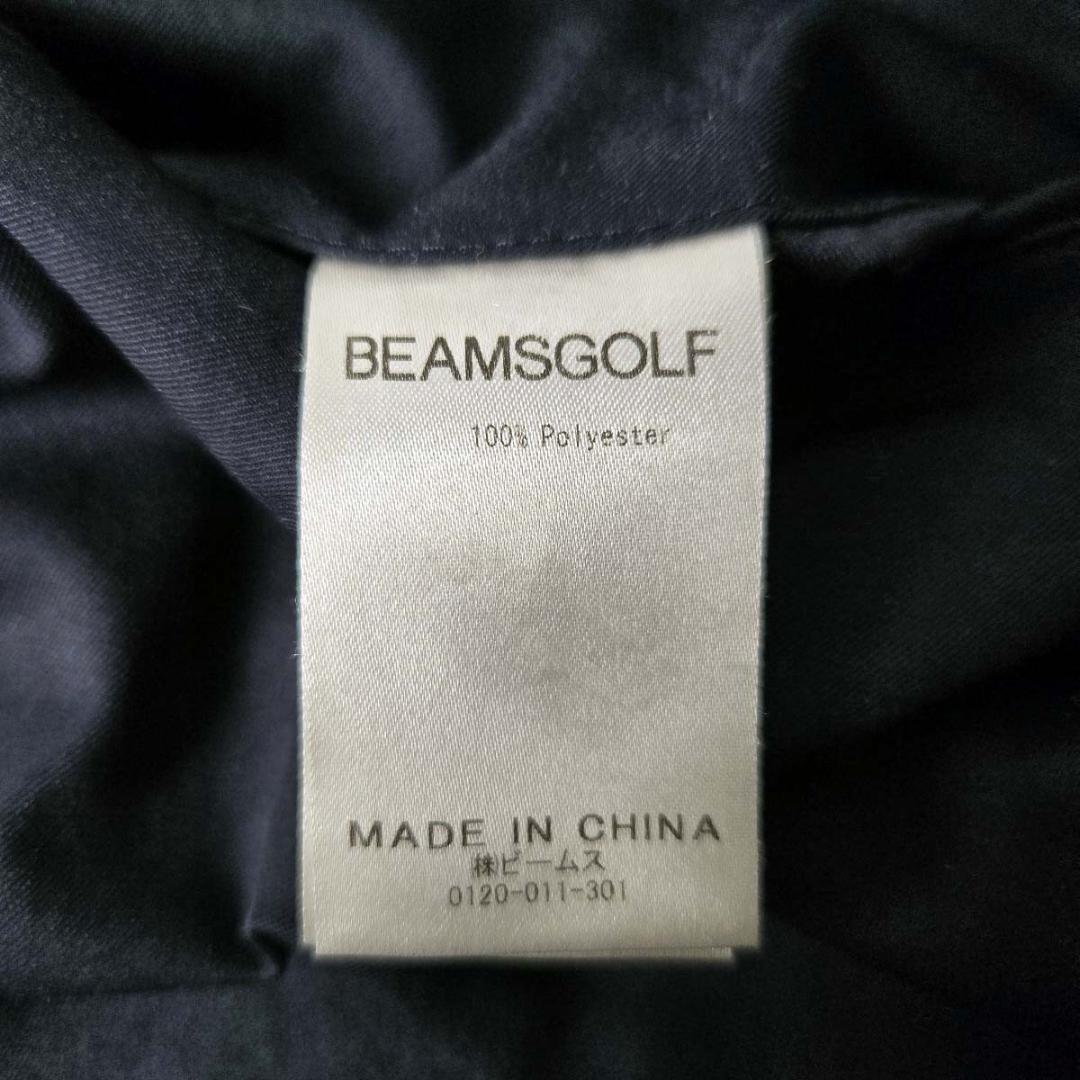 BEAMSGOLF
100% Polyester
MADE IN CHINA
㈱ビームス
0120-011-301